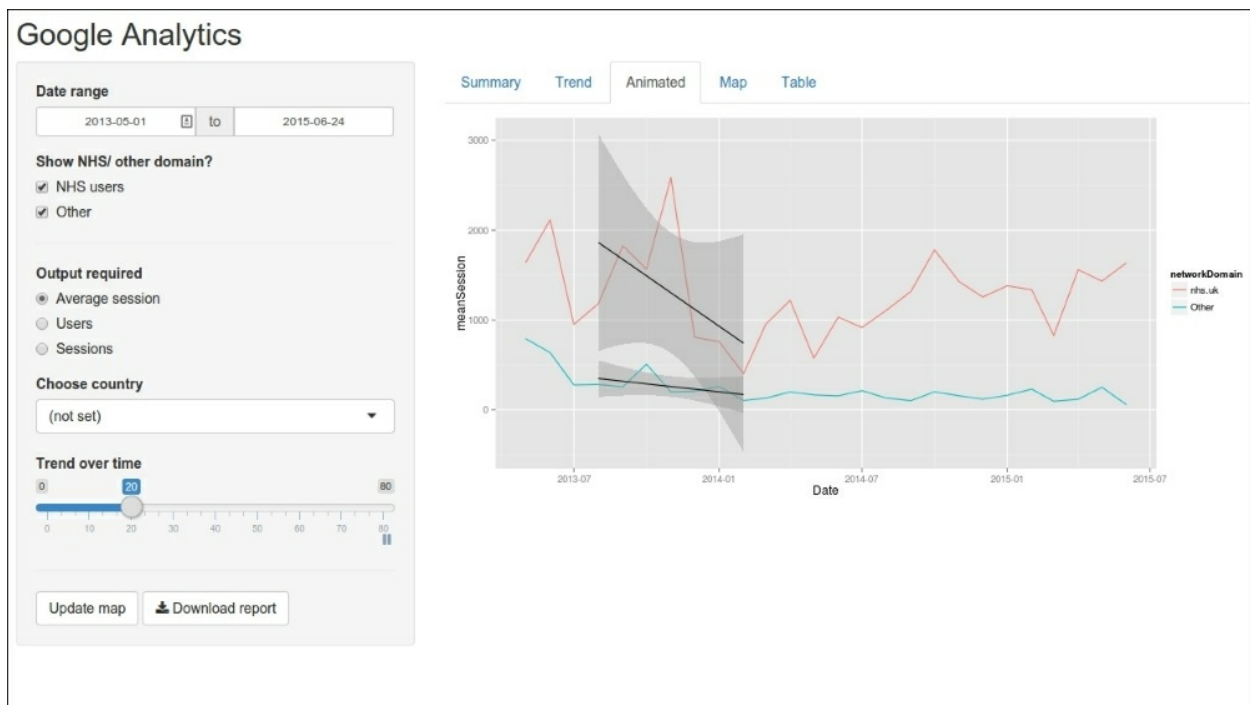 Google Analytics
Date range
2013-05-01 to 2015-06-24
Show NHS/ other domain?
NHS users
Other
Output required
Average session
Users
Sessions
Choose country
(not set)
Trend over time
0 20 80
0 10 20 30 40 50 60 70 80
Update map Download report
Summary Trend Animated Map Table
3000
2000
1000
0
meanSession
2013-07 2014-01 2014-07 2015-01 2015-07
Date
networkDomain
nhs.uk
Other